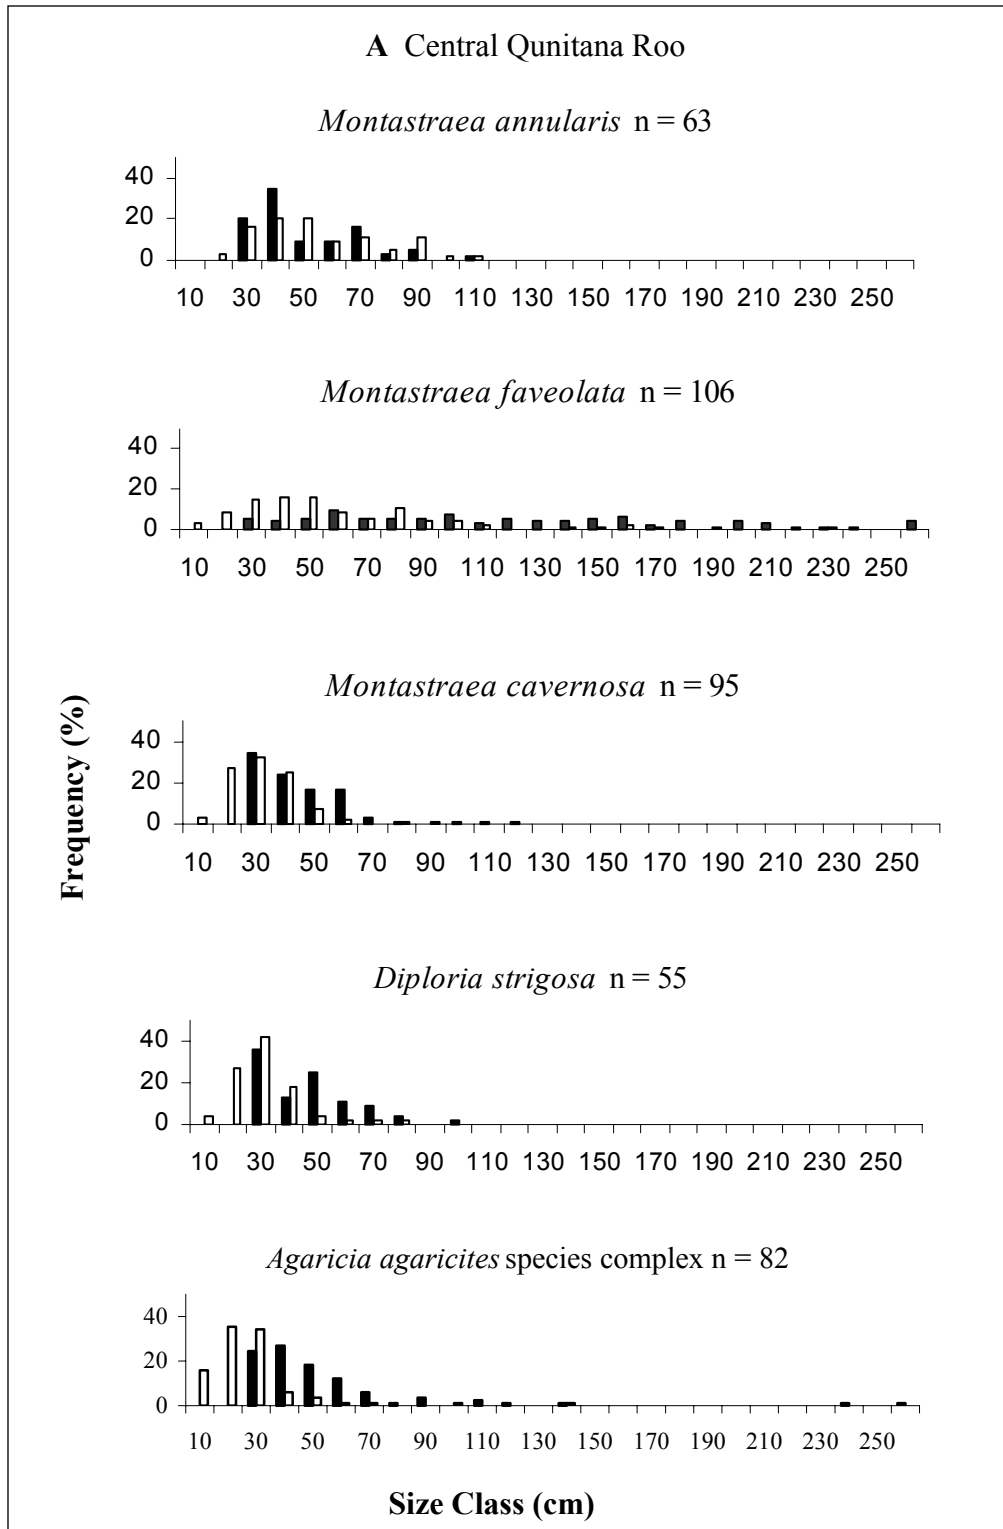 A Central Qunitana Roo
Montastraea annularis n = 63
40
20
0
10 30 50 70 90 110 130 150 170 190 210 230 250
Montastraea faveolata n = 106
40
20
0
10 30 50 70 90 110 130 150 170 190 210 230 250
Montastraea cavernosa n = 95
40
20
0
10 30 50 70 90 110 130 150 170 190 210 230 250
Frequency (%)
Diploria strigosa n = 55
40
20
0
10 30 50 70 90 110 130 150 170 190 210 230 250
Agaricia agaricites species complex n = 82
40
20
0
10 30 50 70 90 110 130 150 170 190 210 230 250
Size Class (cm)